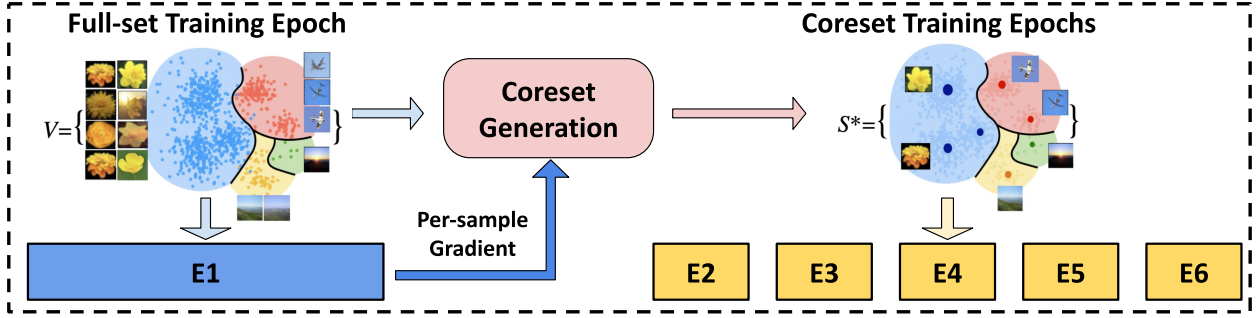 Full-set Training Epoch
Coreset Training Epochs
V={ }
Coreset
Generation
S*={ }
Per-sample
Gradient
E1
E2
E3
E4
E5
E6